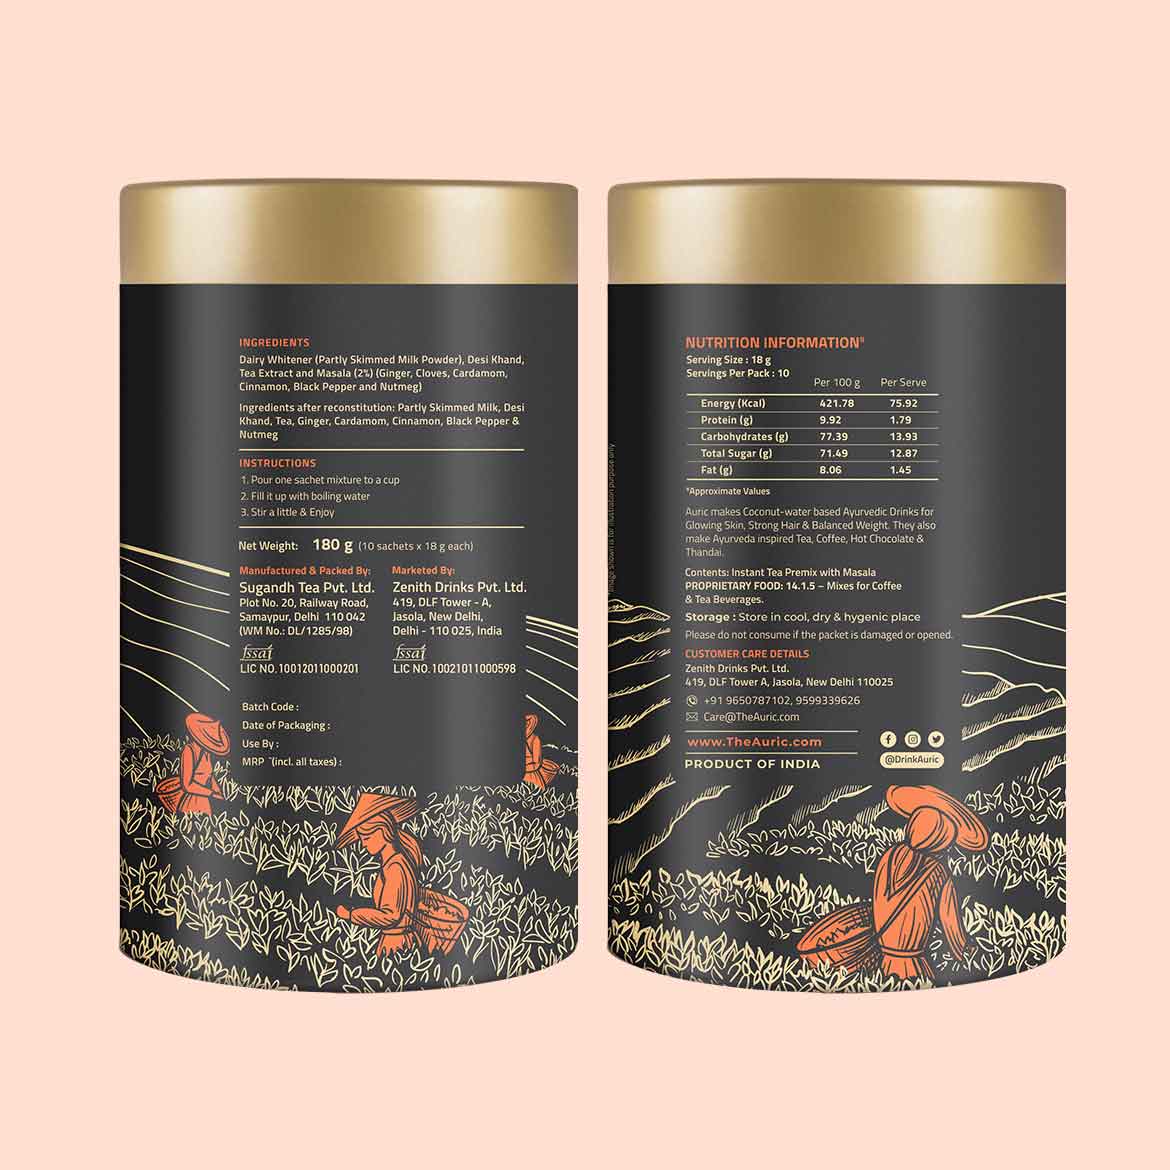 INGREDIENTS
Dairy Whitener (Partly Skimmed Milk Powder), Desi Khand,
Tea Extract and Masala (2%) (Ginger, Cloves, Cardamom,
Cinnamon, Black Pepper and Nutmeg)
Ingredients after reconstitution: Partly Skimmed Milk, Desi
Khand, Tea, Ginger, Cardamom, Cinnamon, Black Pepper &
Nutmeg
INSTRUCTIONS
1. Pour one sachet mixture to a cup
2. Fill it up with boiling water
3. Stir a little & Enjoy
Net Weight: 180 g (10 sachets x 18 g each)
Manufactured & Packed By:
Sugandh Tea Pvt. Ltd.
Plot No. 20, Railway Road,
Samaypur, Delhi 110 042
(WM No.: DL/1285/98)
fssai
LIC NO. 10012011000201
Marketed By:
Zenith Drinks Pvt. Ltd.
419, DLF Tower - A,
Jasola, New Delhi,
Delhi - 110 025, India
fssai
LIC NO. 10021011000598
Batch Code :
Date of Packaging :
Use By :
MRP (incl. all taxes) :
NUTRITION INFORMATION*
Serving Size : 18 g
Servings Per Pack : 10
Per 100 g Per Serve
Energy (Kcal) 421.78 75.92
Protein (g) 9.92 1.79
Carbohydrates (g) 77.39 13.93
Total Sugar (g) 71.49 12.87
Fat (g) 8.06 1.45
*Approximate Values
Auric makes Coconut-water based Ayurvedic Drinks for
Glowing Skin, Strong Hair & Balanced Weight. They also
make Ayurveda inspired Tea, Coffee, Hot Chocolate &
Thandai.
Contents: Instant Tea Premix with Masala
PROPRIETARY FOOD: 14.1.5 – Mixes for Coffee
& Tea Beverages.
Storage : Store in cool, dry & hygenic place
Please do not consume if the packet is damaged or opened.
CUSTOMER CARE DETAILS
Zenith Drinks Pvt. Ltd.
419, DLF Tower A, Jasola, New Delhi 110025
+91 9650787102, 9599339626
Care@TheAuric.com
www.TheAuric.com
@DrinkAuric
PRODUCT OF INDIA
*Image shown is for illustration purpose only